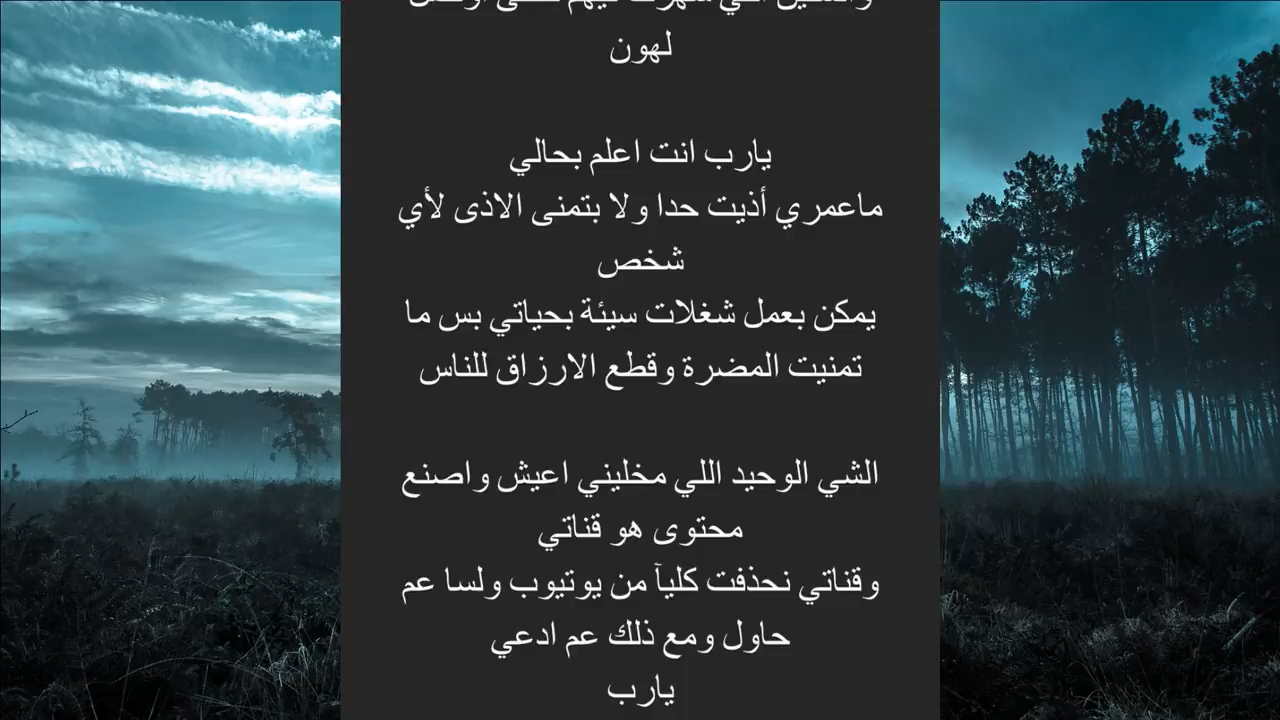 لهون
يارب انت اعلم بحالي
ماعمري أذيت حدا ولا بتمنى الاذى لأي
شخص
يمكن بعمل شغلات سيئة بحياتي بس ما
تمنيت المضرة وقطع الارزاق للناس
الشي الوحيد اللي مخليني اعيش واصنع
محتوى هو قناتي
وقناتي نحذفت كليآ من يوتيوب ولسا عم
حاول ومع ذلك عم ادعي
يارب